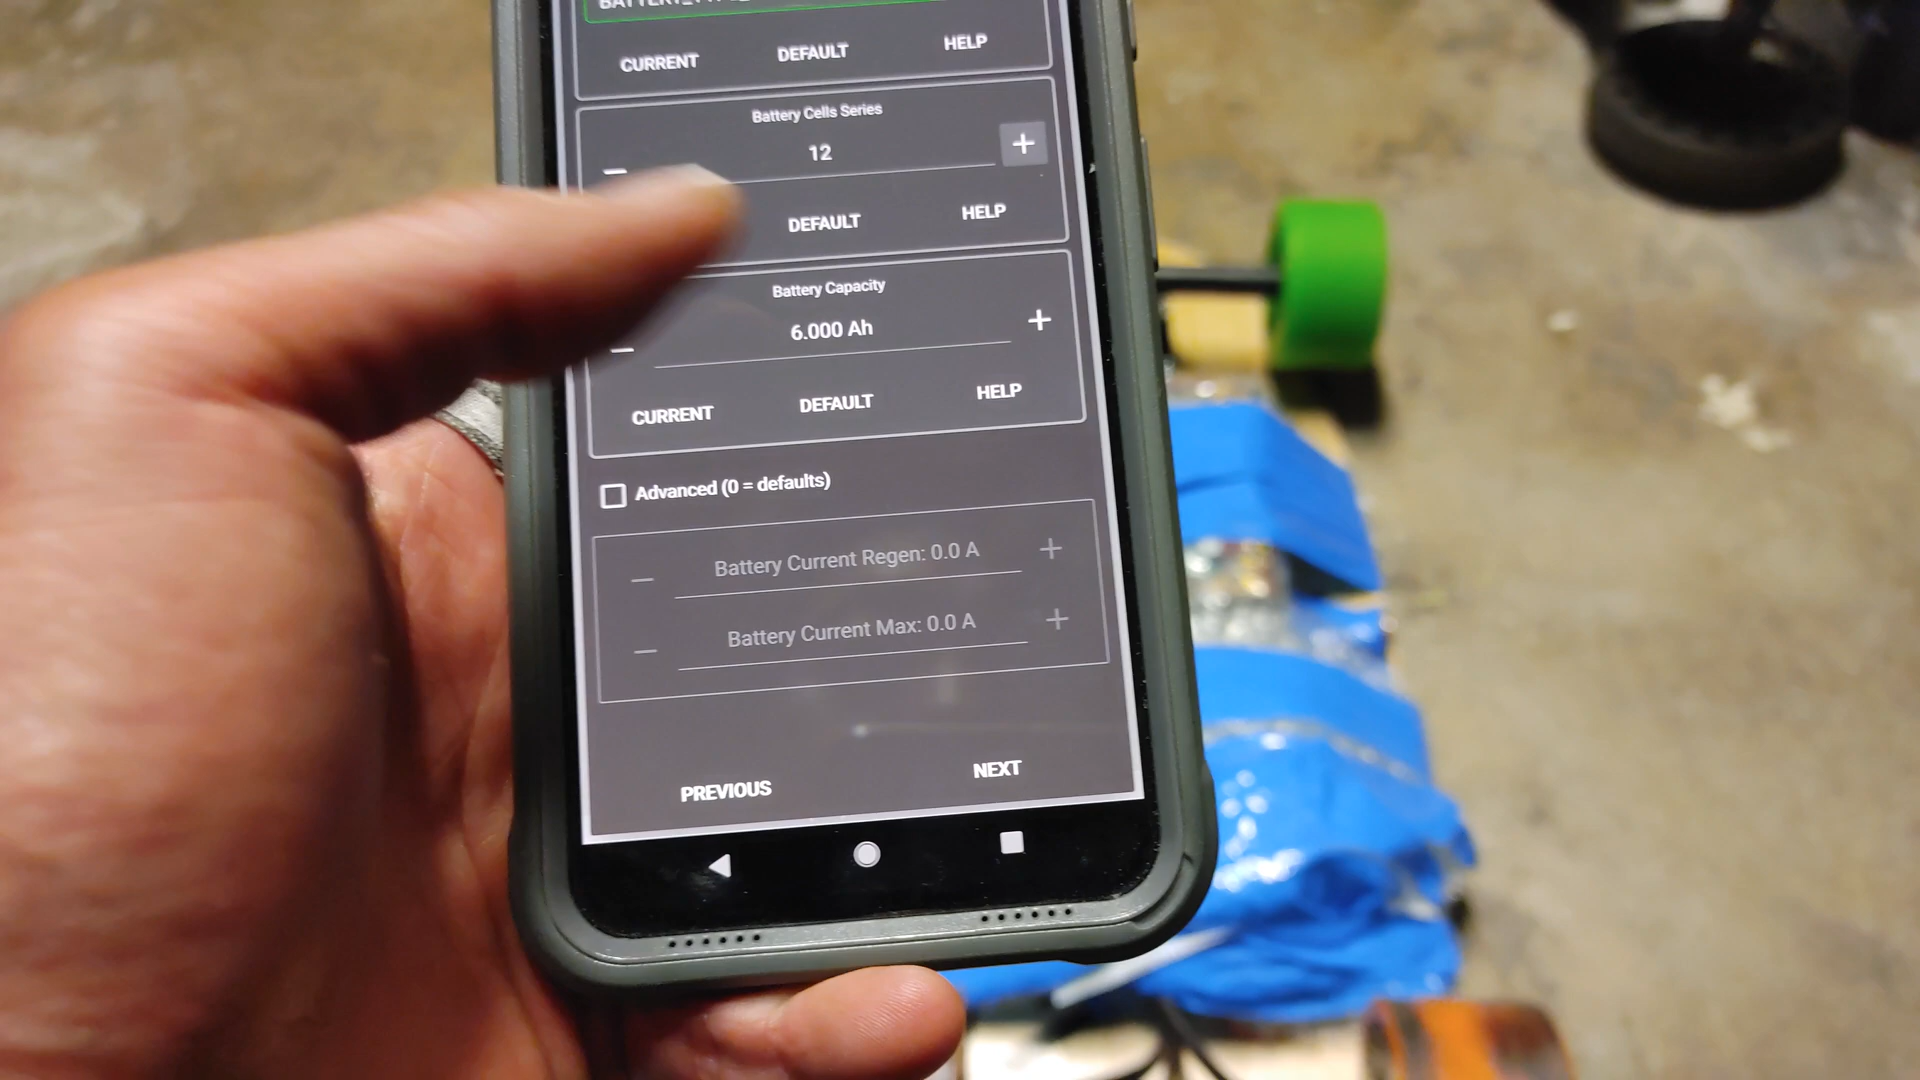 CURRENT DEFAULT HELP
Battery Cells Series
12
DEFAULT HELP
Battery Capacity
6.000 Ah
CURRENT DEFAULT HELP
Advanced (0 = defaults)
Battery Current Regen: 0.0 A
Battery Current Max: 0.0 A
PREVIOUS NEXT